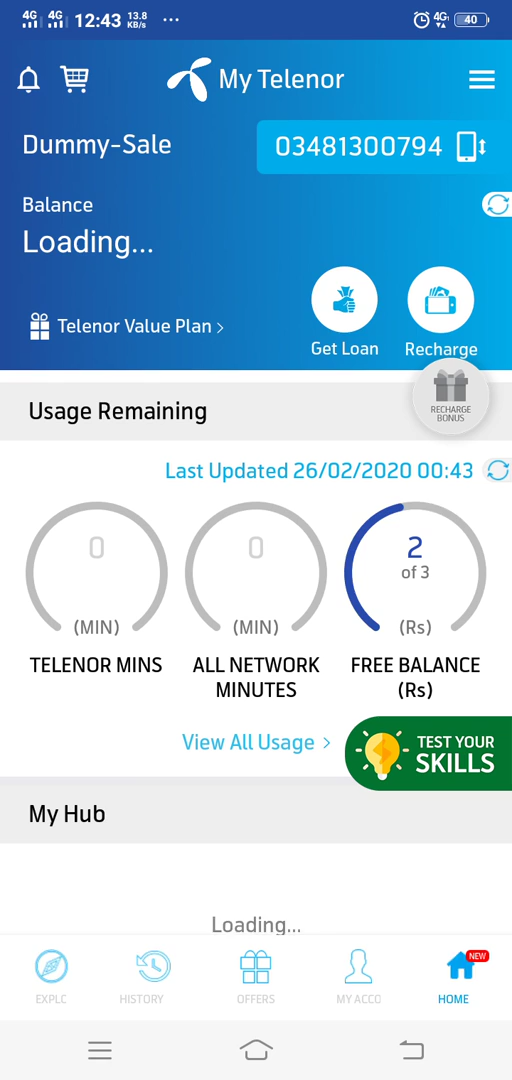 4G 4G 12:43 13.8 KB/s ... 4G 40
My Telenor
Dummy-Sale 03481300794
Balance
Loading...
Telenor Value Plan >
Get Loan Recharge
RECHARGE
BONUS
Usage Remaining
Last Updated 26/02/2020 00:43
0 0 2
of 3
(MIN) (MIN) (Rs)
TELENOR MINS ALL NETWORK MINUTES FREE BALANCE (Rs)
View All Usage >
TEST YOUR
SKILLS
My Hub
Loading...
NEW
EXPLC HISTORY OFFERS MY ACCO HOME